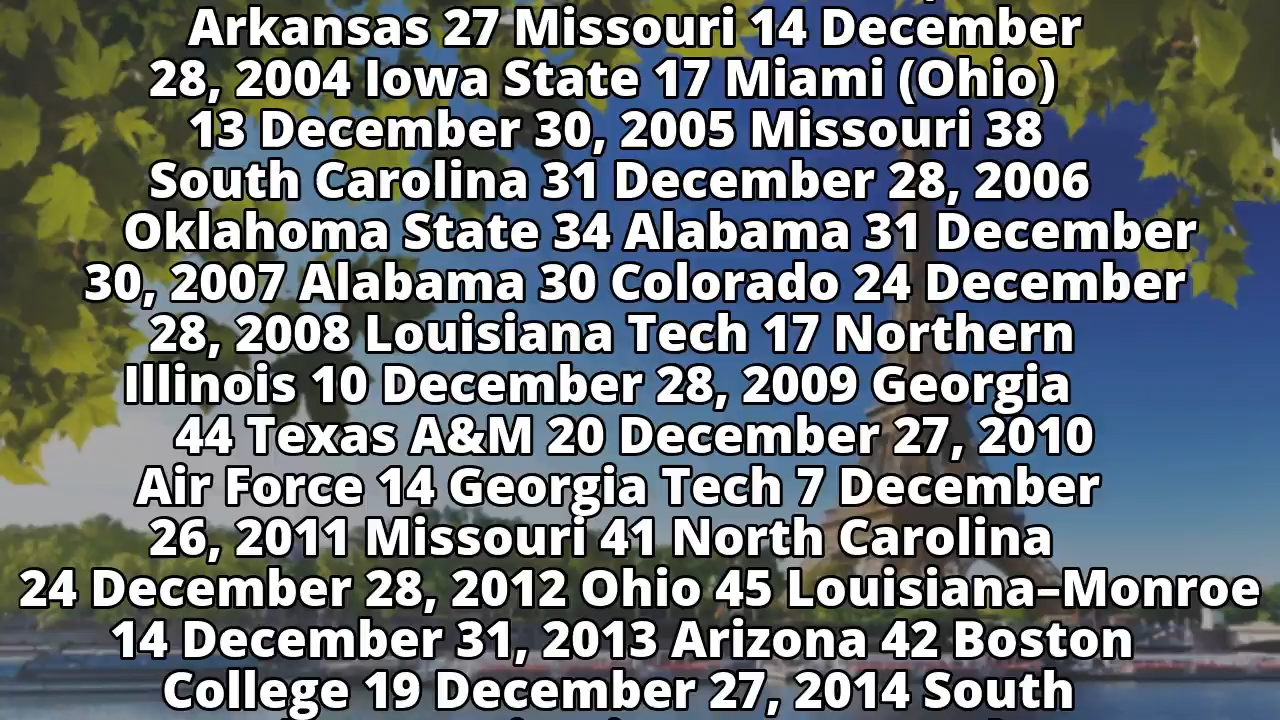 Arkansas 27 Missouri 14 December
28, 2004 Iowa State 17 Miami (Ohio)
13 December 30, 2005 Missouri 38
South Carolina 31 December 28, 2006
Oklahoma State 34 Alabama 31 December
30, 2007 Alabama 30 Colorado 24 December
28, 2008 Louisiana Tech 17 Northern
Illinois 10 December 28, 2009 Georgia
44 Texas A&M 20 December 27, 2010
Air Force 14 Georgia Tech 7 December
26, 2011 Missouri 41 North Carolina
24 December 28, 2012 Ohio 45 Louisiana–Monroe
14 December 31, 2013 Arizona 42 Boston
College 19 December 27, 2014 South